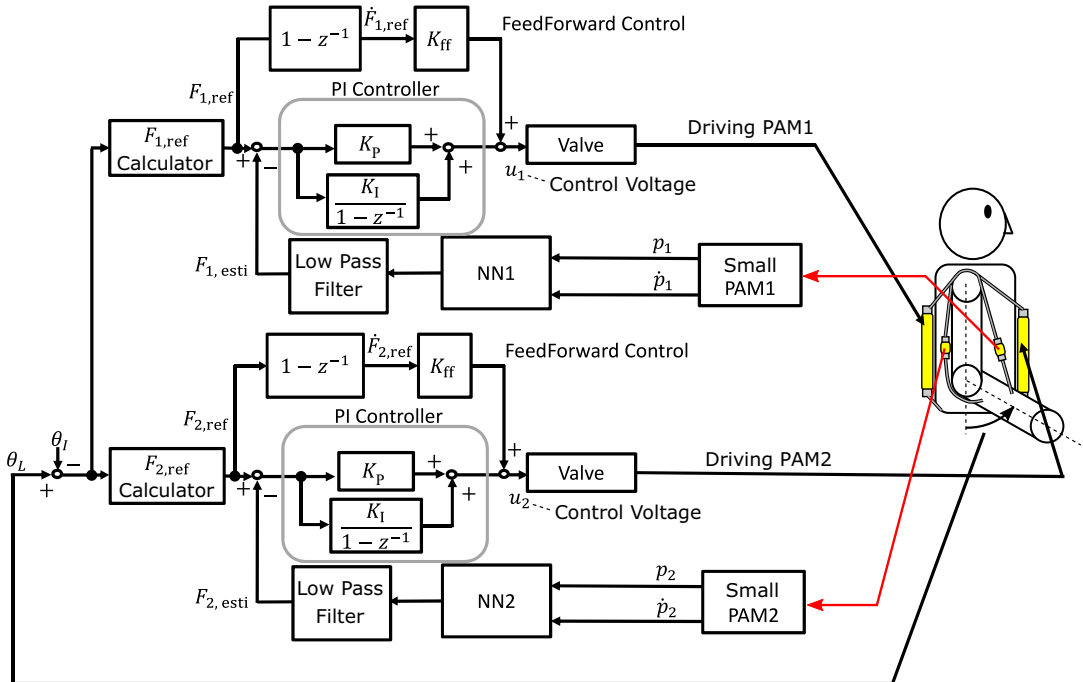 Ḟ1,ref
1 − z⁻¹
Kff
FeedForward Control
F1,ref
PI Controller
F1,ref
Calculator
+
−
KP
+
+
+
Valve
Driving PAM1
u1
Control Voltage
KI
1 − z⁻¹
F1, esti
Low Pass
Filter
NN1
p1
ṗ1
Small
PAM1
Ḟ2,ref
1 − z⁻¹
Kff
FeedForward Control
F2,ref
PI Controller
θL
θI
+
−
F2,ref
Calculator
+
−
KP
+
+
+
Valve
Driving PAM2
u2
Control Voltage
KI
1 − z⁻¹
F2, esti
Low Pass
Filter
NN2
p2
ṗ2
Small
PAM2